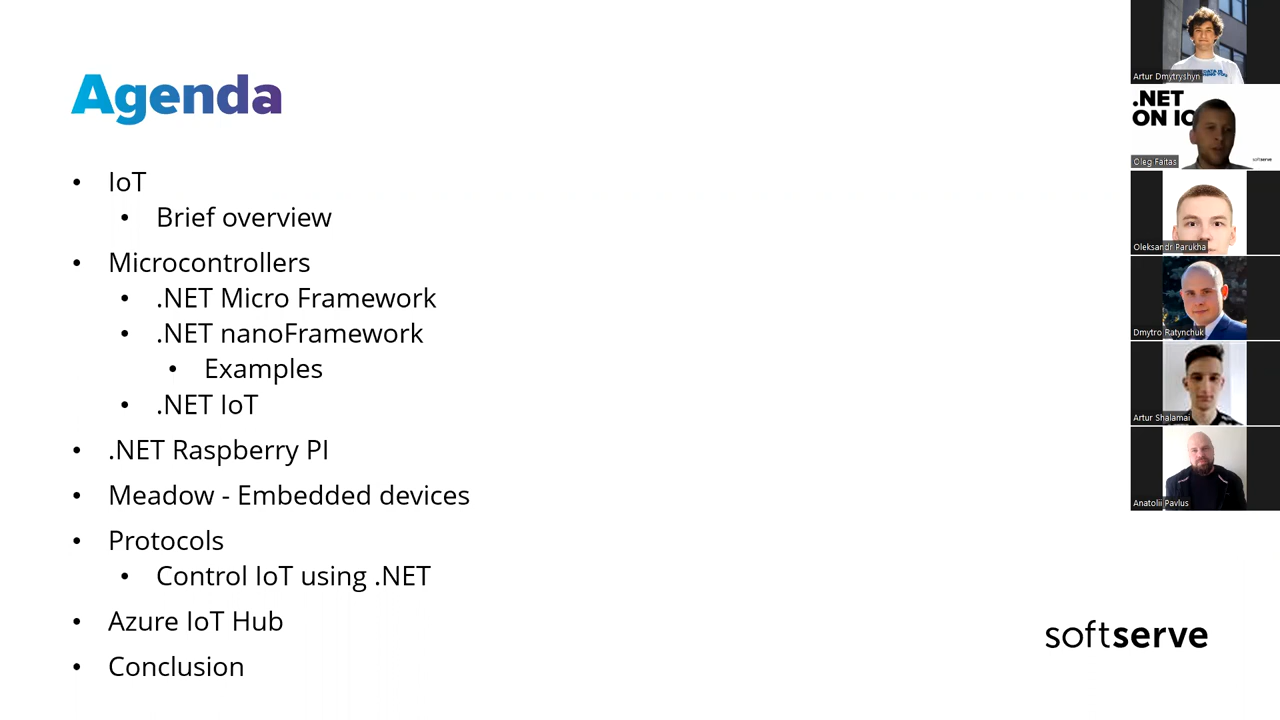 Agenda
• IoT
• Brief overview
• Microcontrollers
• .NET Micro Framework
• .NET nanoFramework
• Examples
• .NET IoT
• .NET Raspberry PI
• Meadow - Embedded devices
• Protocols
• Control IoT using .NET
• Azure IoT Hub
• Conclusion
softserve
Artur Dmytryshyn
.NET
ON IO
softserve
Oleg Faitas
Oleksandr Parukha
Dmytro Ratynchuk
Artur Shalamai
Anatolii Pavlus